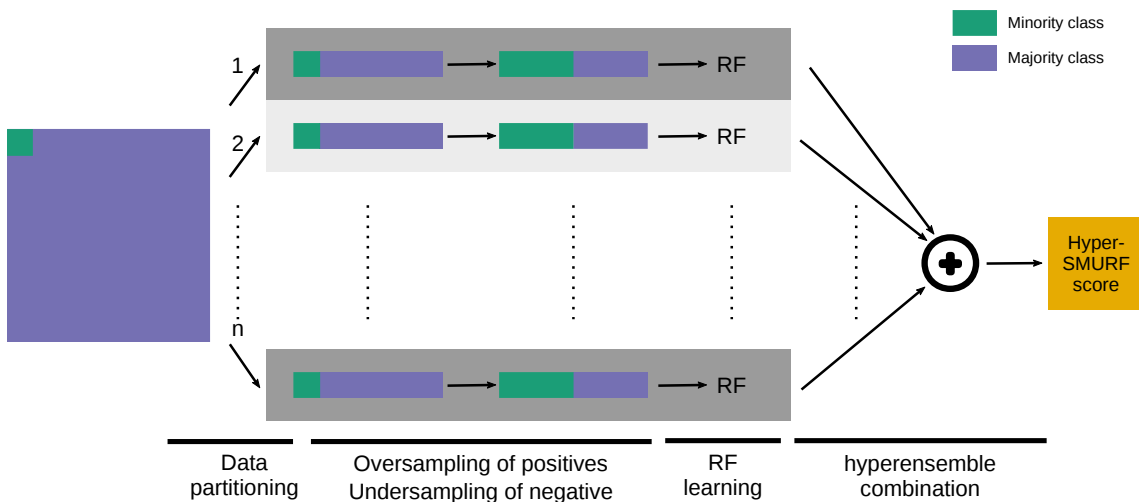 Minority class
Majority class
1
RF
2
RF
n
RF
Hyper-
SMURF
score
Data
partitioning
Oversampling of positives
Undersampling of negative
RF
learning
hyperensemble
combination